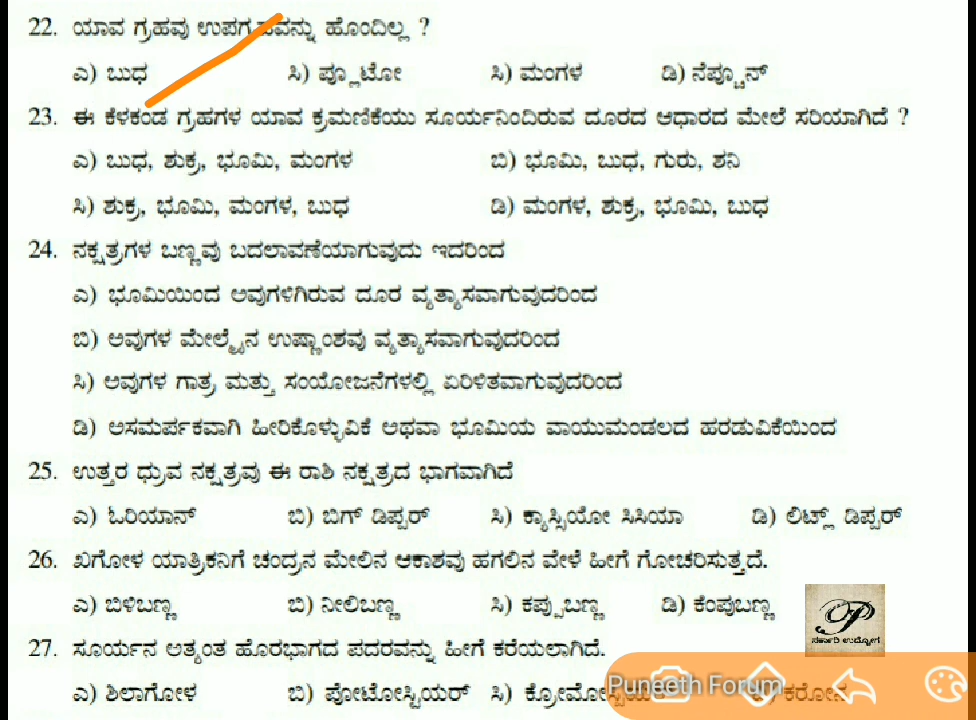 22. ಯಾವ ಗ್ರಹವು ಉಪಗ್ರಹವನ್ನು ಹೊಂದಿಲ್ಲ ?
ಎ) ಬುಧ ಸಿ) ಪ್ಲೂಟೋ ಸಿ) ಮಂಗಳ ಡಿ) ನೆಪ್ಚೂನ್
23. ಈ ಕೆಳಕಂಡ ಗ್ರಹಗಳ ಯಾವ ಕ್ರಮಣಿಕೆಯು ಸೂರ್ಯನಿಂದಿರುವ ದೂರದ ಆಧಾರದ ಮೇಲೆ ಸರಿಯಾಗಿದೆ ?
ಎ) ಬುಧ, ಶುಕ್ರ, ಭೂಮಿ, ಮಂಗಳ ಬಿ) ಭೂಮಿ, ಬುಧ, ಗುರು, ಶನಿ
ಸಿ) ಶುಕ್ರ, ಭೂಮಿ, ಮಂಗಳ, ಬುಧ ಡಿ) ಮಂಗಳ, ಶುಕ್ರ, ಭೂಮಿ, ಬುಧ
24. ನಕ್ಷತ್ರಗಳ ಬಣ್ಣವು ಬದಲಾವಣೆಯಾಗುವುದು ಇದರಿಂದ
ಎ) ಭೂಮಿಯಿಂದ ಅವುಗಳಿಗಿರುವ ದೂರ ವ್ಯತ್ಯಾಸವಾಗುವುದರಿಂದ
ಬಿ) ಅವುಗಳ ಮೇಲ್ಮೈನ ಉಷ್ಣಾಂಶವು ವ್ಯತ್ಯಾಸವಾಗುವುದರಿಂದ
ಸಿ) ಅವುಗಳ ಗಾತ್ರ ಮತ್ತು ಸಂಯೋಜನೆಗಳಲ್ಲಿ ಏರಿಳಿತವಾಗುವುದರಿಂದ
ಡಿ) ಅಸಮರ್ಪಕವಾಗಿ ಹೀರಿಕೊಳ್ಳುವಿಕೆ ಅಥವಾ ಭೂಮಿಯ ವಾಯುಮಂಡಲದ ಹರಡುವಿಕೆಯಿಂದ
25. ಉತ್ತರ ಧ್ರುವ ನಕ್ಷತ್ರವು ಈ ರಾಶಿ ನಕ್ಷತ್ರದ ಭಾಗವಾಗಿದೆ
ಎ) ಓರಿಯಾನ್ ಬಿ) ಬಿಗ್ ಡಿಪ್ಪರ್ ಸಿ) ಕ್ಯಾಸ್ಸಿಯೋ ಸಿಸಿಯಾ ಡಿ) ಲಿಟ್ಲ್ ಡಿಪ್ಪರ್
26. ಖಗೋಳ ಯಾತ್ರಿಕನಿಗೆ ಚಂದ್ರನ ಮೇಲಿನ ಆಕಾಶವು ಹಗಲಿನ ವೇಳೆ ಹೀಗೆ ಗೋಚರಿಸುತ್ತದೆ.
ಎ) ಬಿಳಿಬಣ್ಣ ಬಿ) ನೀಲಿಬಣ್ಣ ಸಿ) ಕಪ್ಪುಬಣ್ಣ ಡಿ) ಕೆಂಪುಬಣ್ಣ
P
ಸರ್ಕಾರಿ ಉದ್ಯೋಗ
27. ಸೂರ್ಯನ ಅತ್ಯಂತ ಹೊರಭಾಗದ ಪದರವನ್ನು ಹೀಗೆ ಕರೆಯಲಾಗಿದೆ.
ಎ) ಶಿಲಾಗೋಳ ಬಿ) ಫೋಟೋಸ್ಪಿಯರ್ ಸಿ) ಕರೋನ
Puneeth Forum